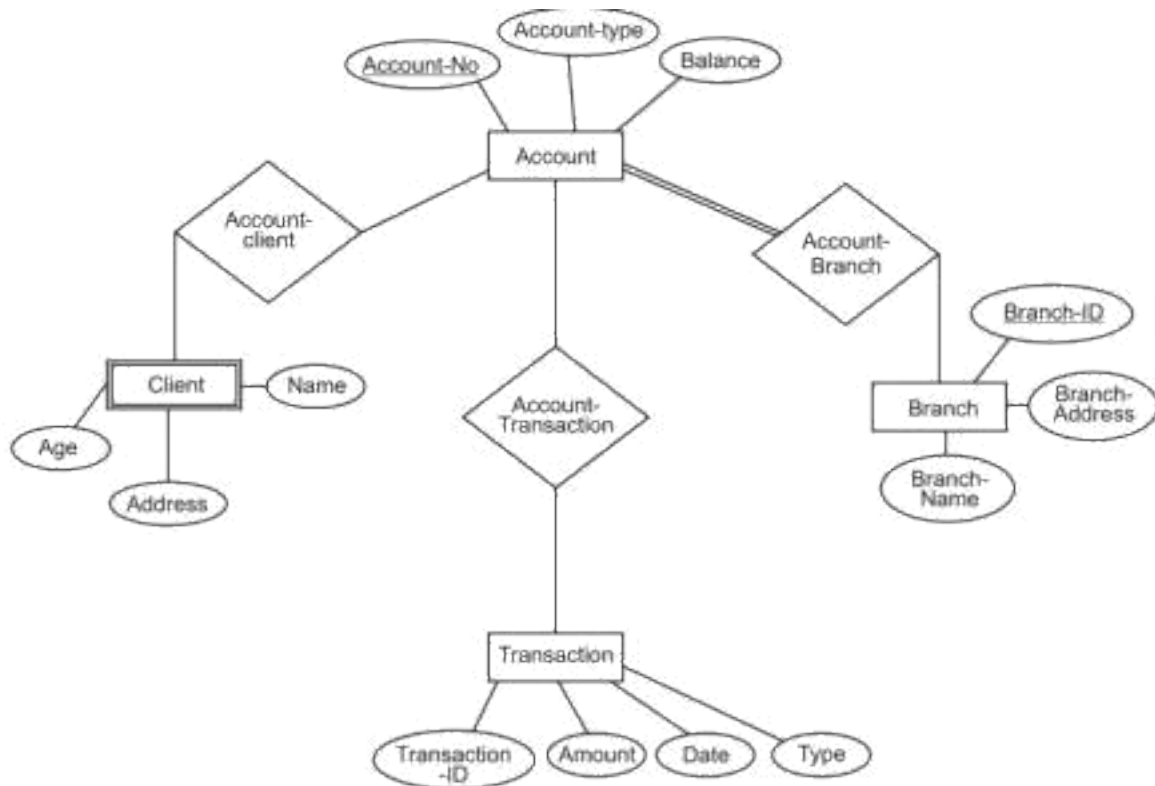 Account-type
Account-No
Balance
Account
Account-
client
Account-
Branch
Branch-ID
Client
Name
Branch
Branch-
Address
Account-
Transaction
Age
Address
Branch-
Name
Transaction
Transaction
-ID
Amount
Date
Type